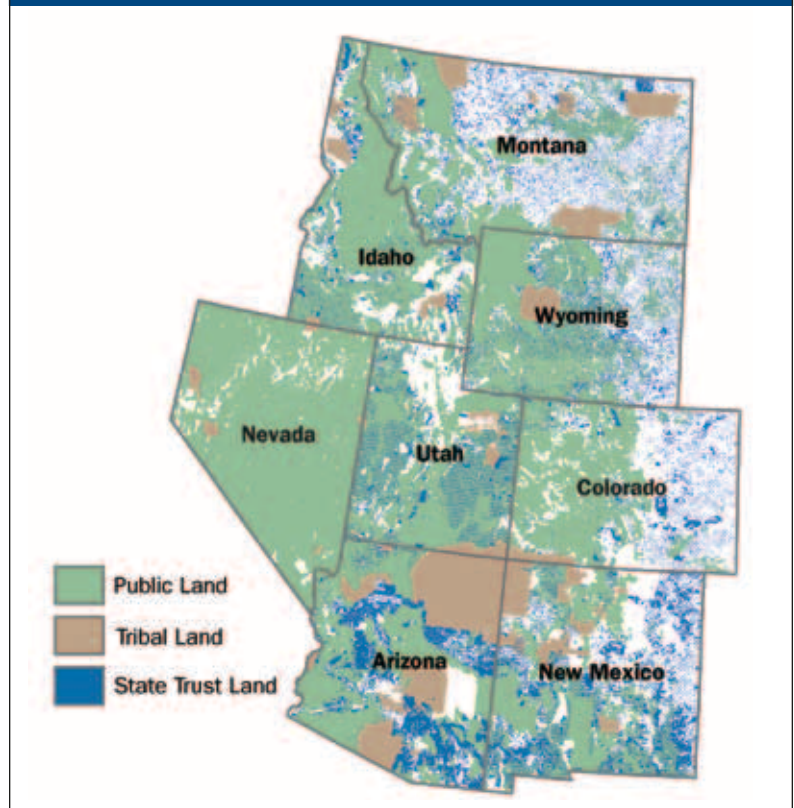 Montana
Idaho
Wyoming
Nevada
Utah
Colorado
Public Land
Tribal Land
State Trust Land
Arizona
New Mexico